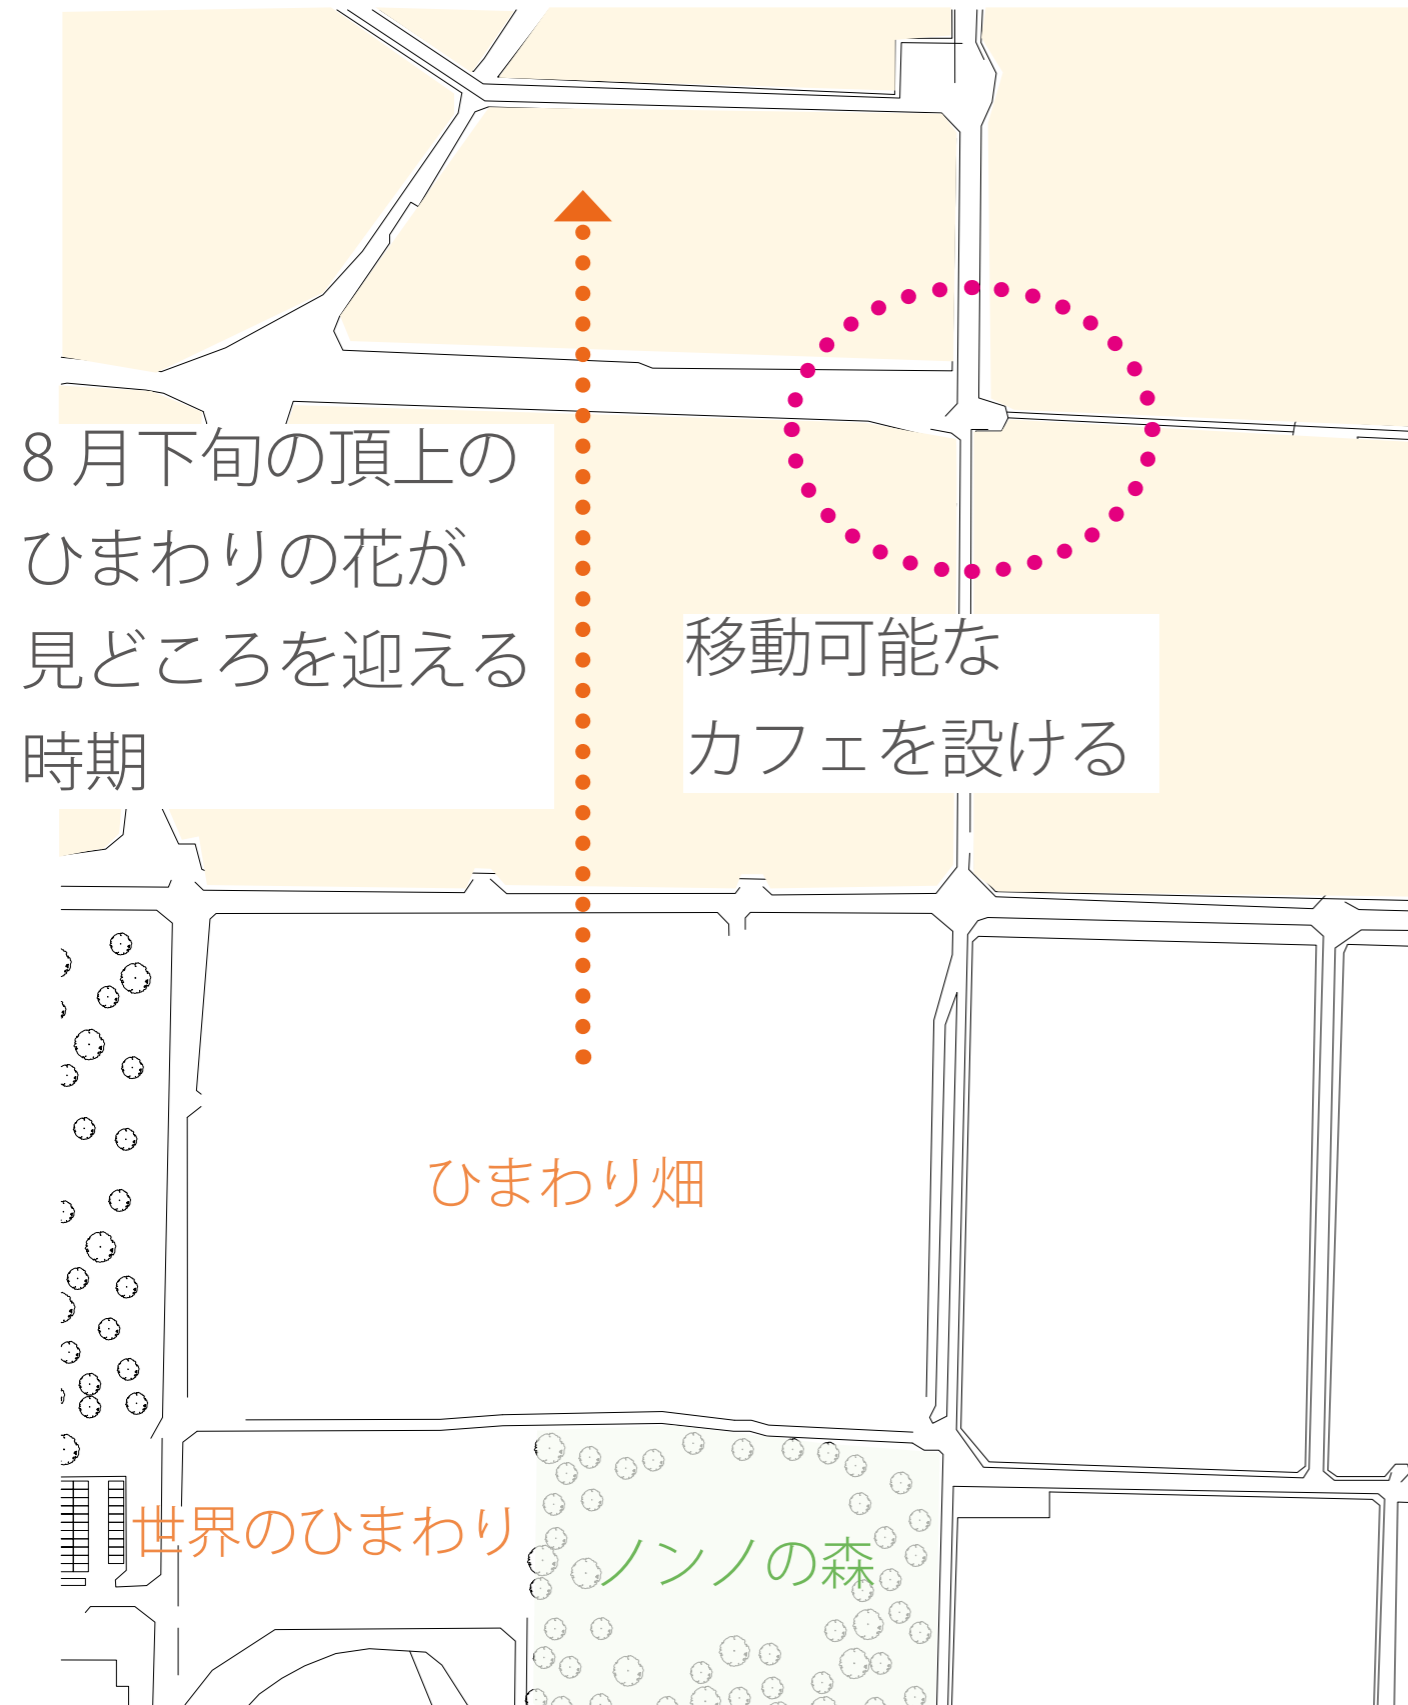 8月下旬の頂上の
ひまわりの花が
見どころを迎える
時期
移動可能な
カフェを設ける
ひまわり畑
世界のひまわり
ノンノの森